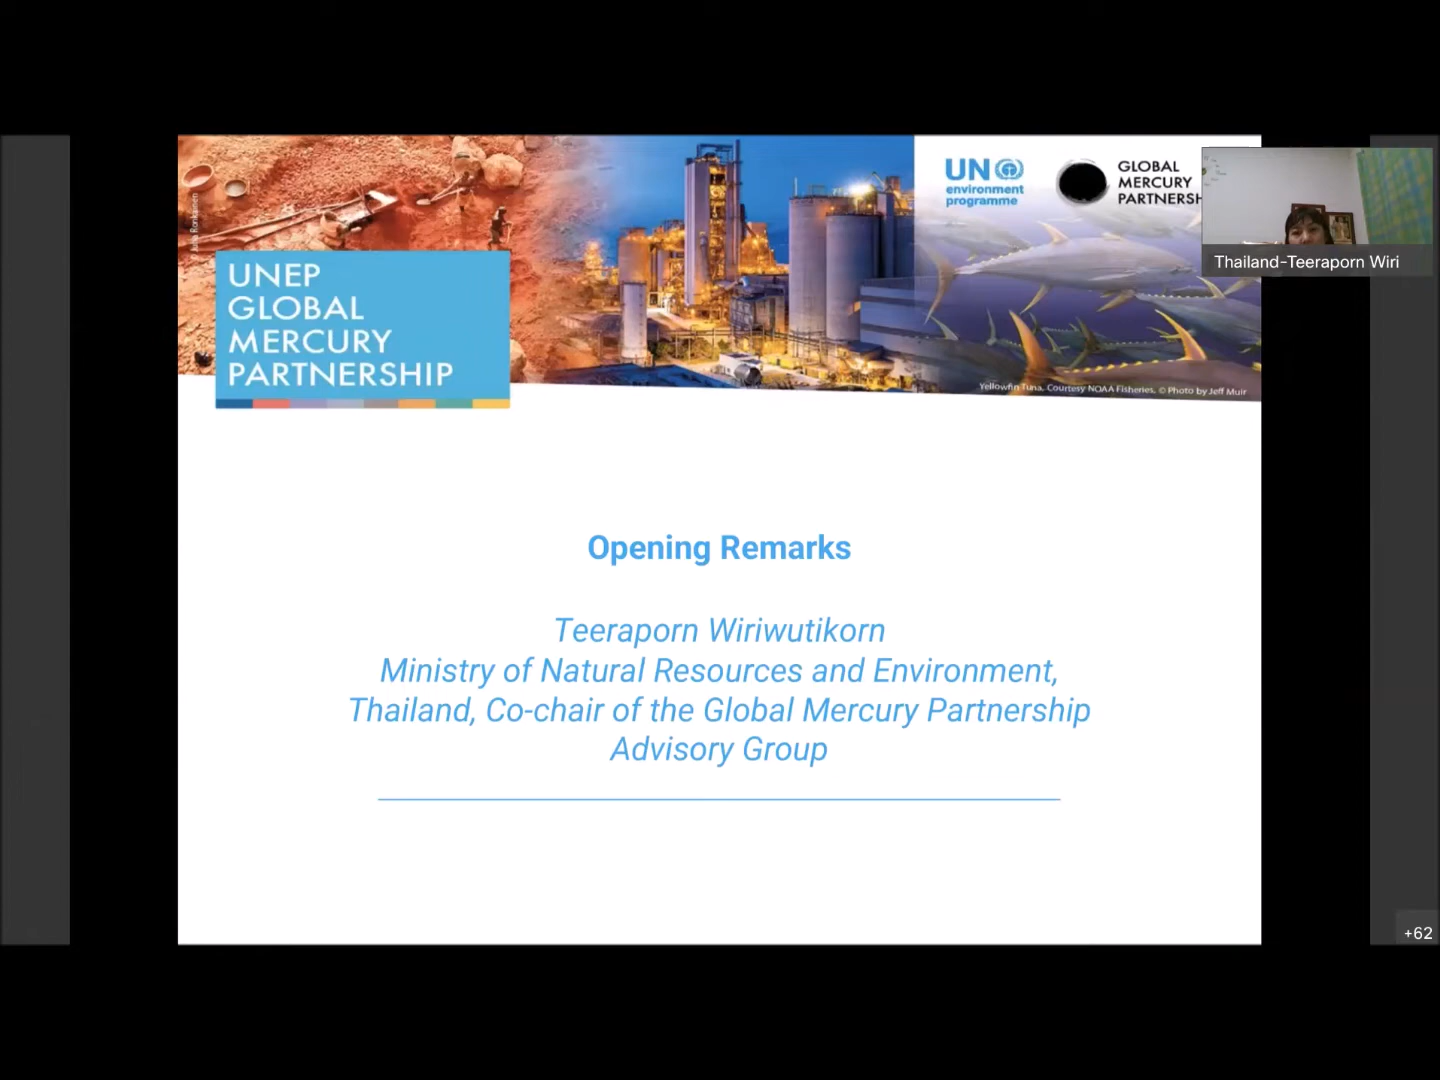 UNEP
GLOBAL
MERCURY
PARTNERSHIP
UN
environment
programme
GLOBAL
MERCURY
PARTNERSH
Thailand-Teeraporn Wiri
Yellowfin Tuna, Courtesy NOAA Fisheries, © Photo by Jeff Muir
Opening Remarks
Teeraporn Wiriwutikorn
Ministry of Natural Resources and Environment,
Thailand, Co-chair of the Global Mercury Partnership
Advisory Group
+62